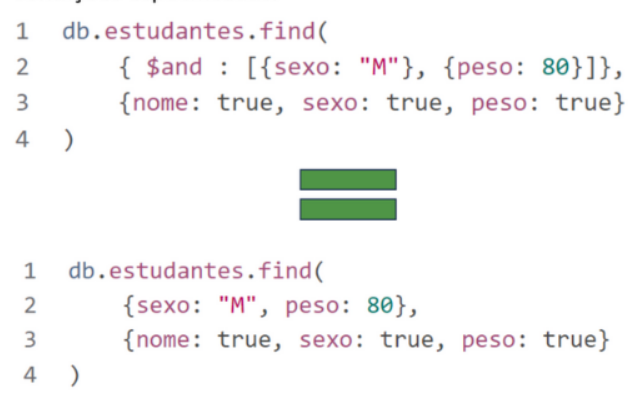 1 db.estudantes.find(
2 { $and : [{sexo: "M"}, {peso: 80}]},
3 {nome: true, sexo: true, peso: true}
4 )
1 db.estudantes.find(
2 {sexo: "M", peso: 80},
3 {nome: true, sexo: true, peso: true}
4 )